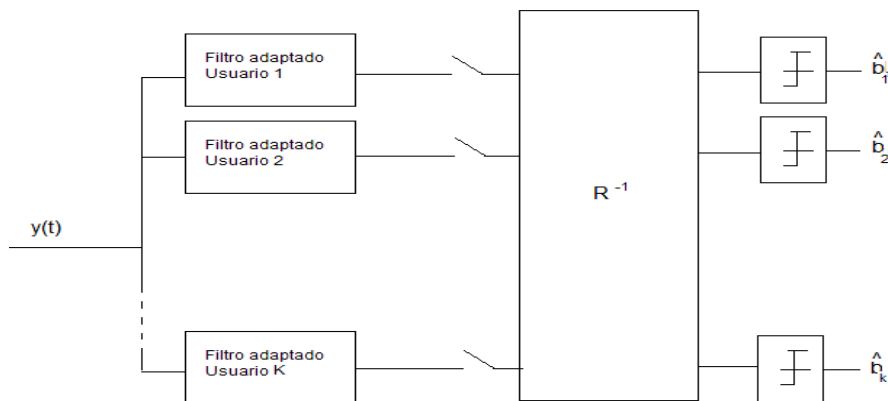 Filtro adaptado
Usuario 1
b̂₁
Filtro adaptado
Usuario 2
b̂₂
R⁻¹
y(t)
Filtro adaptado
Usuario K
b̂ₖ